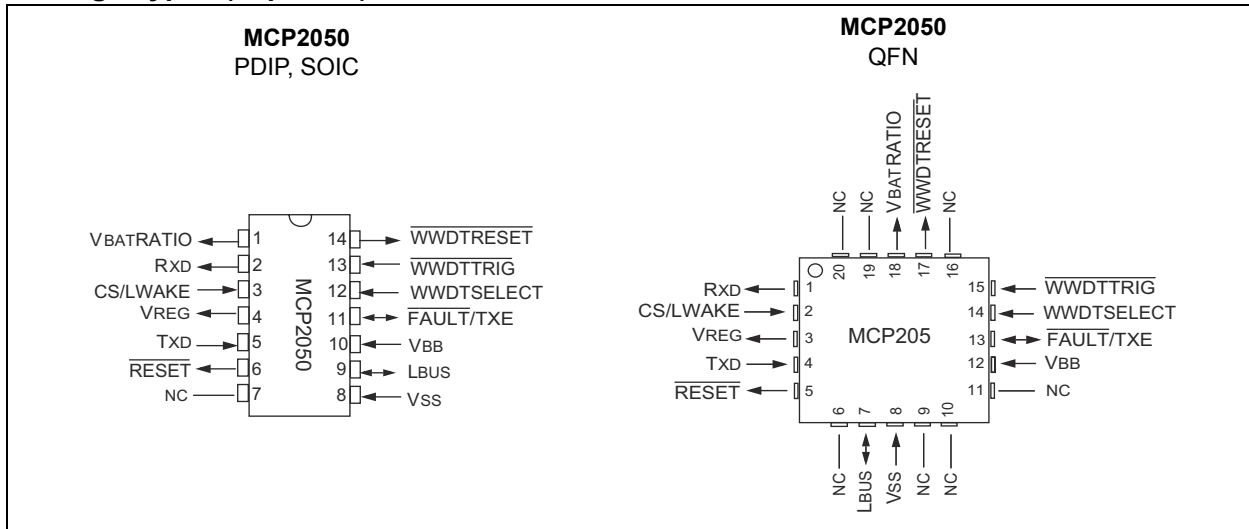 MCP2050
PDIP, SOIC
VBATRATIO 1
RXD 2
CS/LWAKE 3
VREG 4
TXD 5
RESET 6
NC 7
MCP2050
14 WWDTRESET
13 WWDTTRIG
12 WWDTSELECT
11 FAULT/TXE
10 VBB
9 LBUS
8 VSS
MCP2050
QFN
NC 20
NC 19
VBATRATIO 18
WWDTRESET 17
NC 16
RXD 1
CS/LWAKE 2
VREG 3
TXD 4
RESET 5
MCP205
15 WWDTTRIG
14 WWDTSELECT
13 FAULT/TXE
12 VBB
11 NC
6 NC
7 LBUS
8 VSS
9 NC
10 NC